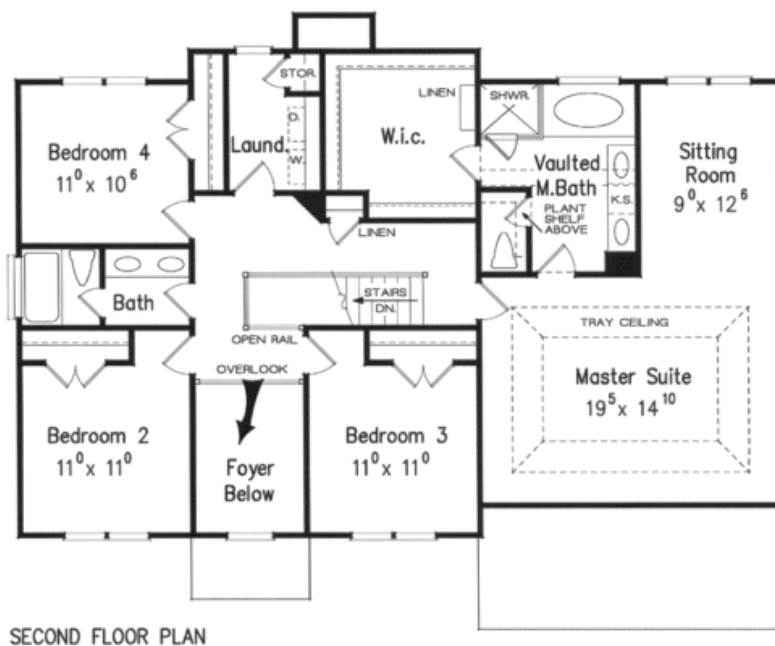 STOR.
LINEN
SHWR.
D.
W.
Laund.
W.i.c.
Bedroom 4
11⁰ x 10⁶
Vaulted
M.Bath
K.S.
PLANT
SHELF
ABOVE
Sitting
Room
9⁰ x 12⁶
LINEN
Bath
STAIRS
DN.
OPEN RAIL
OVERLOOK
TRAY CEILING
Master Suite
19⁵ x 14¹⁰
Bedroom 2
11⁰ x 11⁰
Foyer
Below
Bedroom 3
11⁰ x 11⁰
SECOND FLOOR PLAN